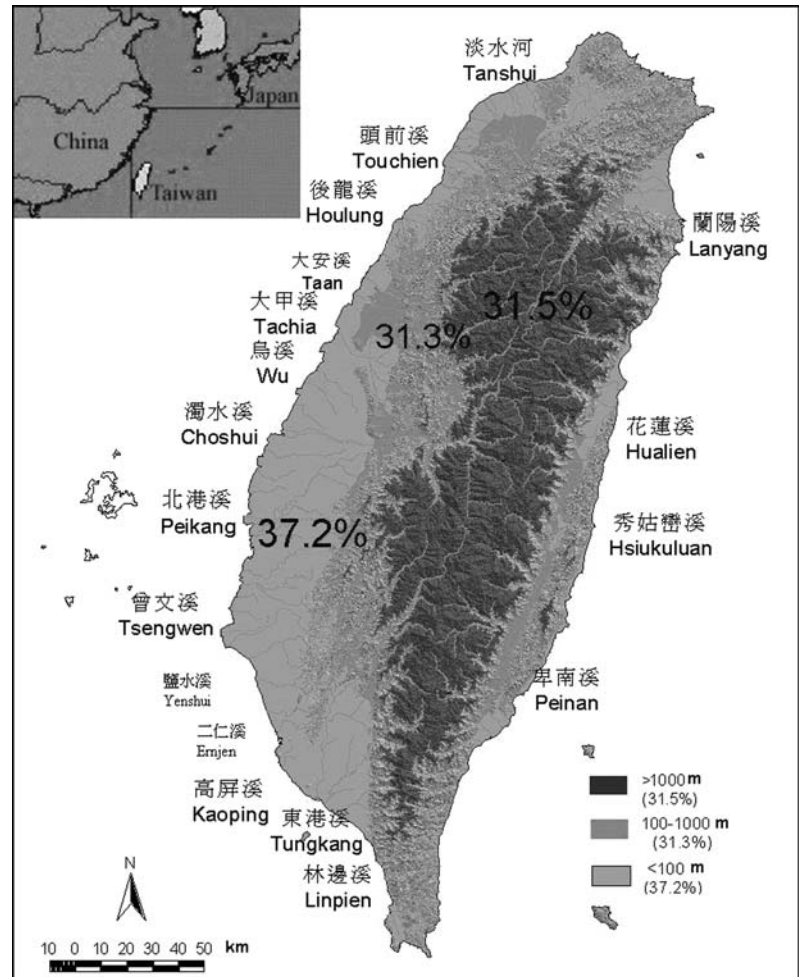 Japan
China
Taiwan
淡水河
Tanshui
頭前溪
Touchien
後龍溪
Houlung
蘭陽溪
Lanyang
大安溪
Taan
大甲溪
Tachia
31.5%
31.3%
烏溪
Wu
濁水溪
Choshui
花蓮溪
Hualien
北港溪
Peikang
37.2%
秀姑巒溪
Hsiukuluan
曾文溪
Tsengwen
鹽水溪
Yenshui
卑南溪
Peinan
二仁溪
Ernjen
高屏溪
Kaoping
東港溪
Tungkang
林邊溪
Linpien
>1000 m
(31.5%)
100-1000 m
(31.3%)
<100 m
(37.2%)
N
10 0 10 20 30 40 50 km